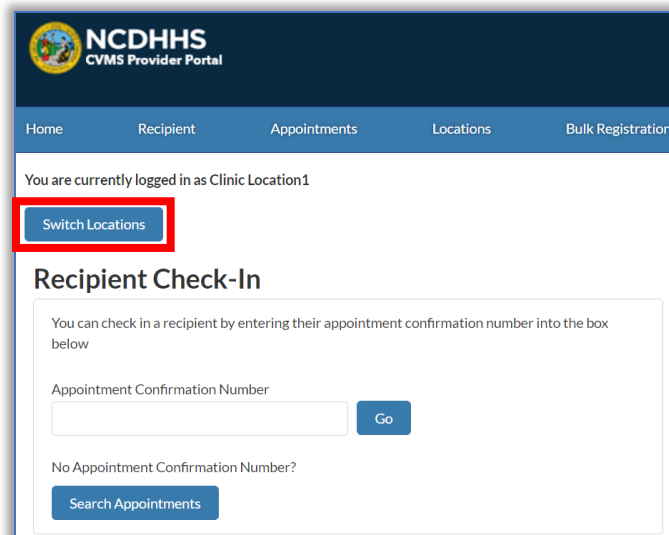 NCDHHS
CVMS Provider Portal
Home Recipient Appointments Locations Bulk Registration
You are currently logged in as Clinic Location1
Switch Locations
Recipient Check-In
You can check in a recipient by entering their appointment confirmation number into the box
below
Appointment Confirmation Number
Go
No Appointment Confirmation Number?
Search Appointments